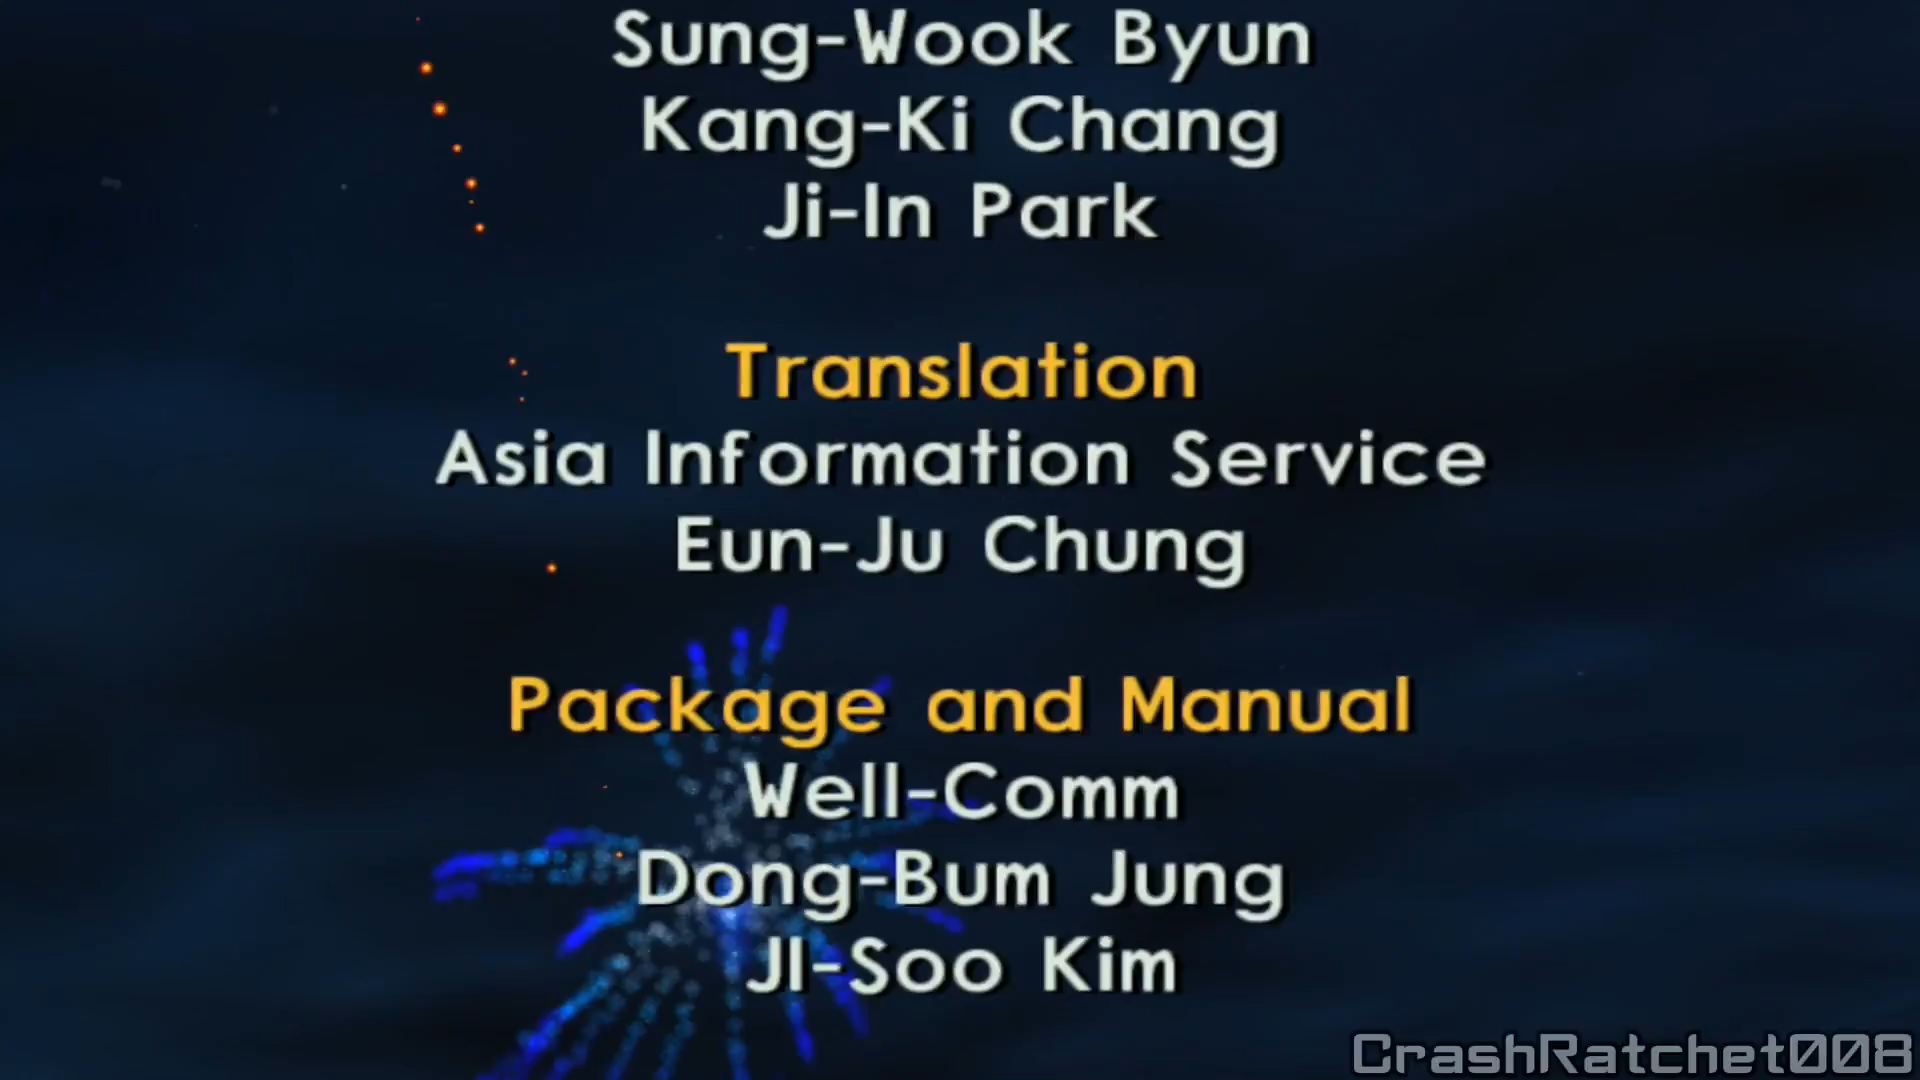 Sung-Wook Byun
Kang-Ki Chang
Ji-In Park
Translation
Asia Information Service
Eun-Ju Chung
Package and Manual
Well-Comm
Dong-Bum Jung
JI-Soo Kim
CrashRatchet008